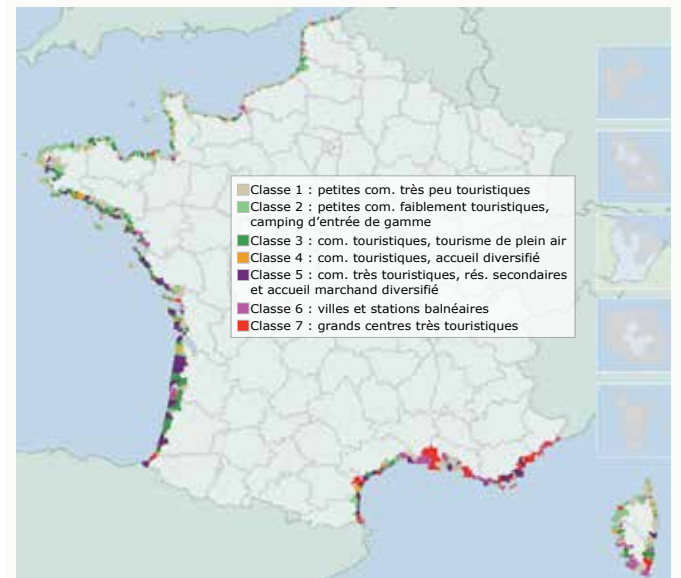 Classe 1 : petites com. très peu touristiques
Classe 2 : petites com. faiblement touristiques,
camping d'entrée de gamme
Classe 3 : com. touristiques, tourisme de plein air
Classe 4 : com. touristiques, accueil diversifié
Classe 5 : com. très touristiques, rés. secondaires
et accueil marchand diversifié
Classe 6 : villes et stations balnéaires
Classe 7 : grands centres très touristiques